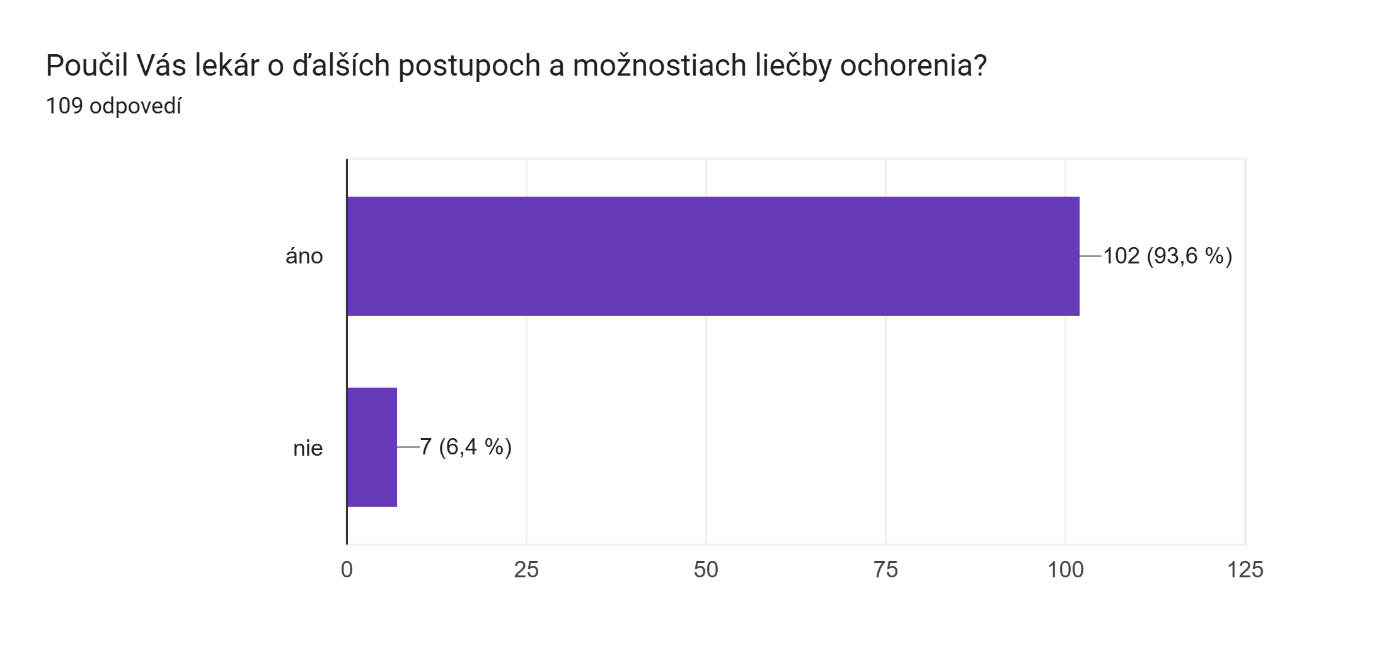 Poučil Vás lekár o ďalších postupoch a možnostiach liečby ochorenia?
109 odpovedí
áno
102 (93,6 %)
nie
7 (6,4 %)
0 25 50 75 100 125